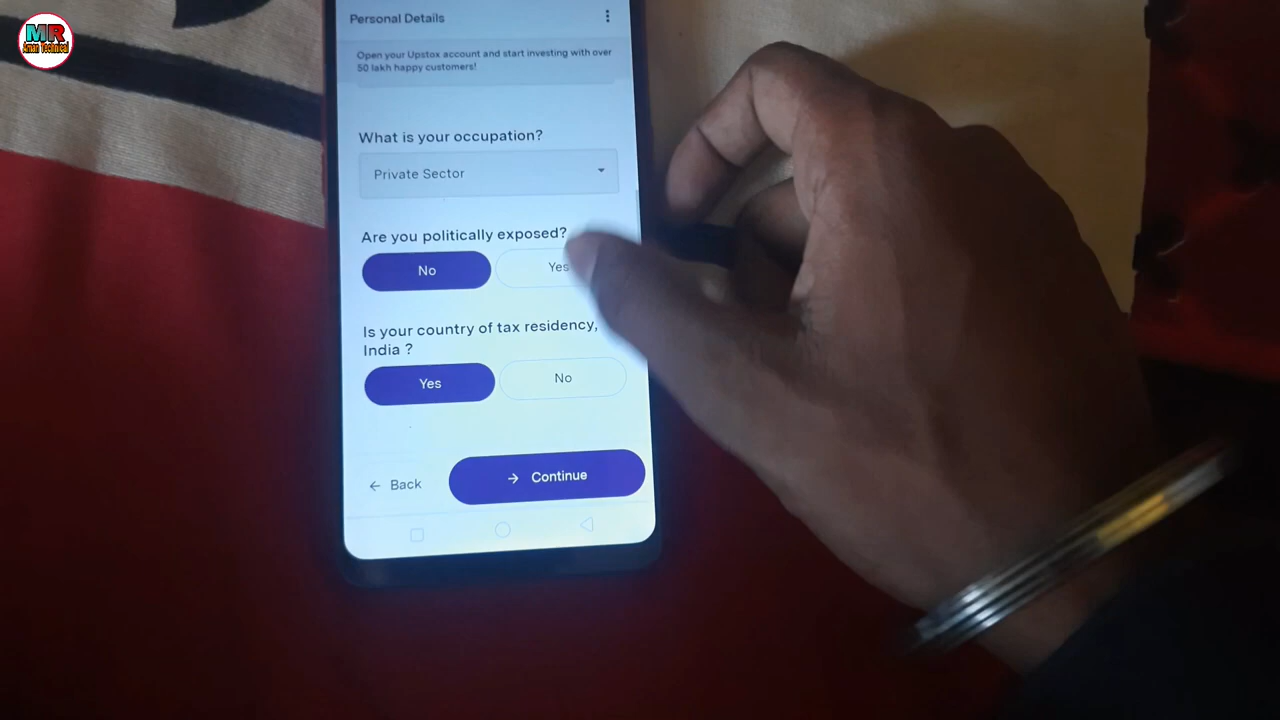 MR
Aman Technical
Personal Details
Open your Upstox account and start investing with over
50 lakh happy customers!
What is your occupation?
Private Sector
Are you politically exposed?
No
Yes
Is your country of tax residency,
India ?
Yes
No
← Back
→ Continue